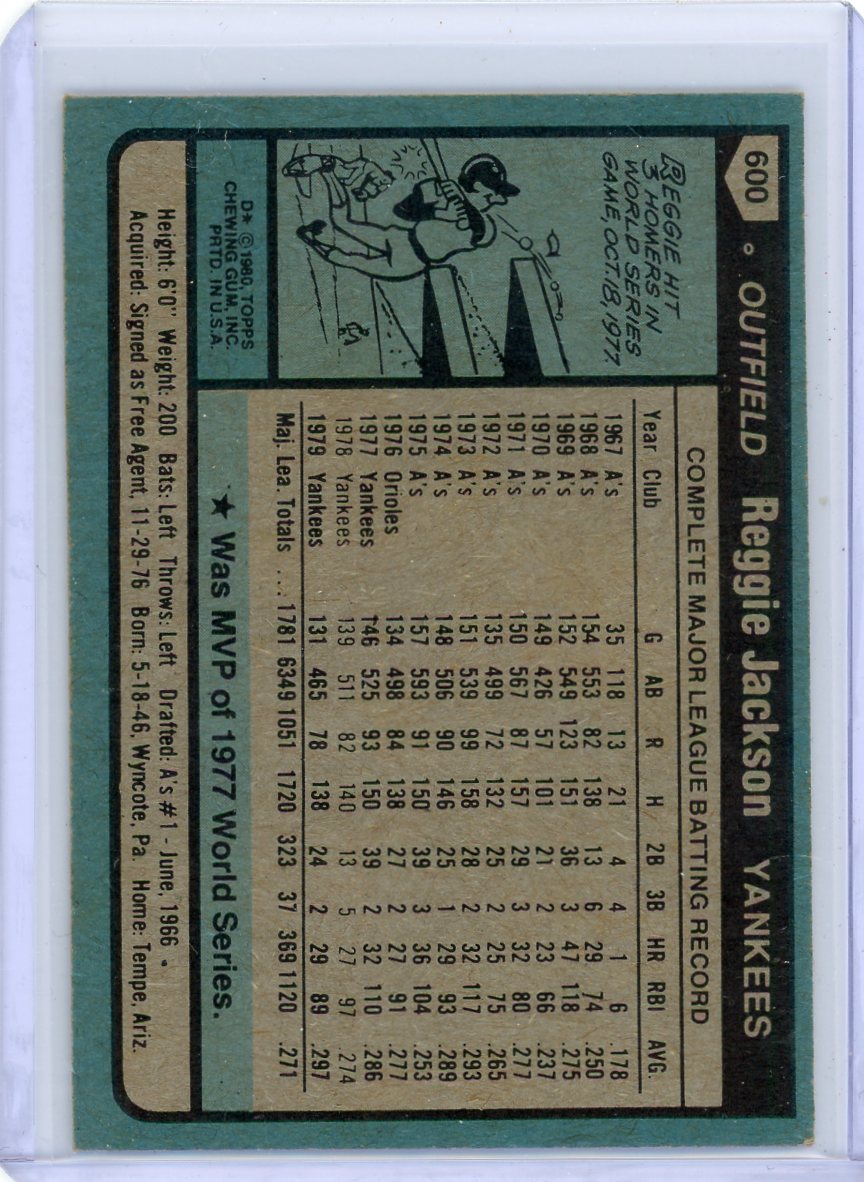 600
OUTFIELD Reggie Jackson YANKEES
REGGIE HIT
3 HOMERS IN
WORLD SERIES
GAME, OCT. 18, 1977.
D* © 1980, TOPPS
CHEWING GUM, INC.
PRTD. IN U.S.A.
COMPLETE MAJOR LEAGUE BATTING RECORD
Year Club G AB R H 2B 3B HR RBI AVG.
1967 A's 35 118 13 21 4 4 1 6 .178
1968 A's 154 553 82 138 13 6 29 74 .250
1969 A's 152 549 123 151 36 3 47 118 .275
1970 A's 149 426 57 101 21 2 23 66 .237
1971 A's 150 567 87 157 29 3 32 80 .277
1972 A's 135 499 72 132 25 2 25 75 .265
1973 A's 151 539 99 158 28 2 32 117 .293
1974 A's 148 506 90 146 25 1 29 93 .289
1975 A's 157 593 91 150 39 3 36 104 .253
1976 Orioles 134 498 84 138 27 2 27 91 .277
1977 Yankees 146 525 93 150 39 2 32 110 .286
1978 Yankees 139 511 82 140 13 5 27 97 .274
1979 Yankees 131 465 78 138 24 2 29 89 .297
Maj. Lea. Totals ... 1781 6349 1051 1720 323 37 369 1120 .271
★ Was MVP of 1977 World Series.
Height: 6'0" Weight: 200 Bats: Left Throws: Left Drafted: A's #1 - June, 1966 •
Acquired: Signed as Free Agent, 11-29-76 Born: 5-18-46, Wyncote, Pa. Home: Tempe, Ariz.